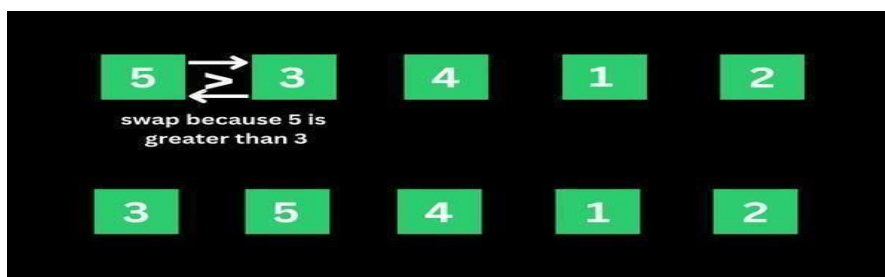 5 > 3 4 1 2
swap because 5 is
greater than 3
3 5 4 1 2